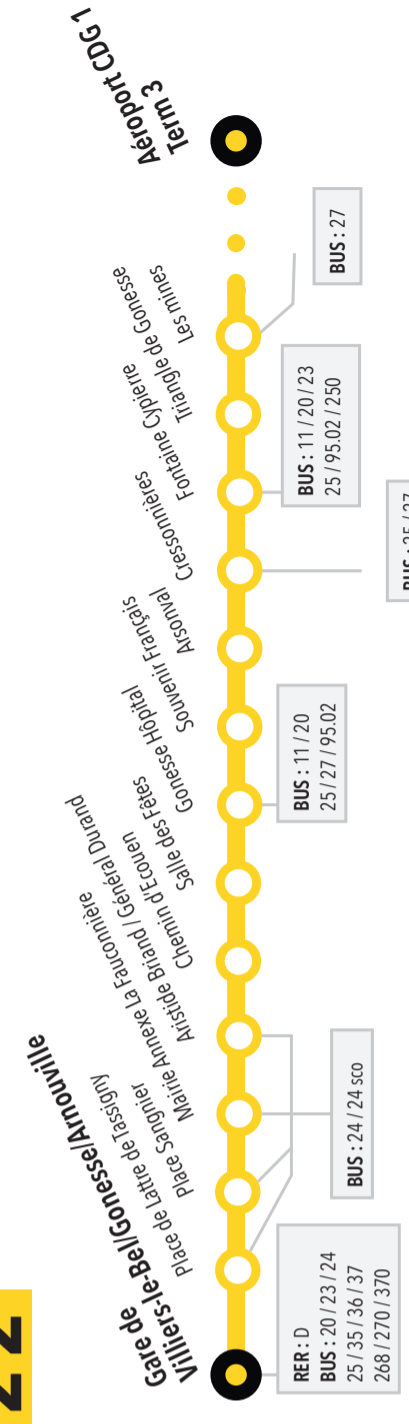 22
Gare de
Villiers-le-Bel/Gonesse/Arnouville
Place de Lattre de Tassigny
Place Sangnier
Mairie Annexe La Fauconnière
Aristide Briand / Général Durand
Chemin d'Ecouen
Salle des Fêtes
Gonesse Hôpital
Souvenir Français
Arsonval
Cressonnières
Fontaine Cypierre
Triangle de Gonesse
Les mines
Aéroport CDG 1
Term 3
RER : D
BUS : 20 / 23 / 24
25 / 35 / 36 / 37
268 / 270 / 370
BUS : 24 / 24 sco
BUS : 11 / 20
25 / 27 / 95.02
BUS : 11 / 20 / 23
25 / 95.02 / 250
BUS : 27